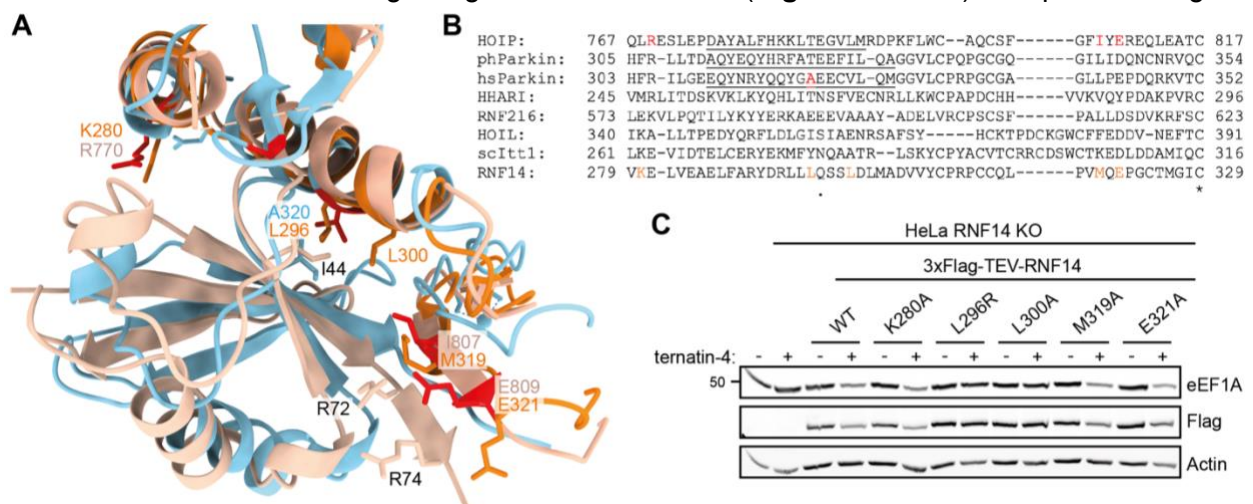 A
K280
R770
A320
L296
I44
L300
I807
M319
E809
E321
R72
R74
B
HOIP: 767 QLRESLEPDAYALFHKKLTEGVLMRDPKFLWC--AQCSF------GFIYEREQLEATC 817
phParkin: 305 HFR-LLTDAQYEQYHRFATEEFIL-QAGGVLCPQPGCGQ------GILIDQNCNRVQC 354
hsParkin: 303 HFR-ILGEEQYNRYQQYGAEECVL-QMGGVLCPRPGCGA------GLLPEPDQRKVTC 352
HHARI: 245 VMRLITDSKVKLKYQHLITNSFVECNRLLKWCPAPDCHH------VVKVQYPDAKPVRC 296
RNF216: 573 LEKVLPQTILYKYYERKAEEEVAAAY-ADELVRCPSCSF------PALLDSDVKRFSC 623
HOIL: 340 IKA-LLTPEDYQRFLDLGISIAENRSAFSY-----HCKTPDCKGWCFFEDDV-NEFTC 391
scItt1: 261 LKE-VIDTELCERYEKMFYNQAATR--LSKYCPYACVTCRRCDSWCTKEDLDDAMIQC 316
RNF14: 279 VKE-LVEAELFARYDRLLLQSSLDLMADVVYCPRPCCQL------PVMQEPGCTMGIC 329
. *
C
HeLa RNF14 KO
3xFlag-TEV-RNF14
WT K280A L296R L300A M319A E321A
ternatin-4: - + - + - + - + - + - + - +
50 eEF1A
Flag
Actin